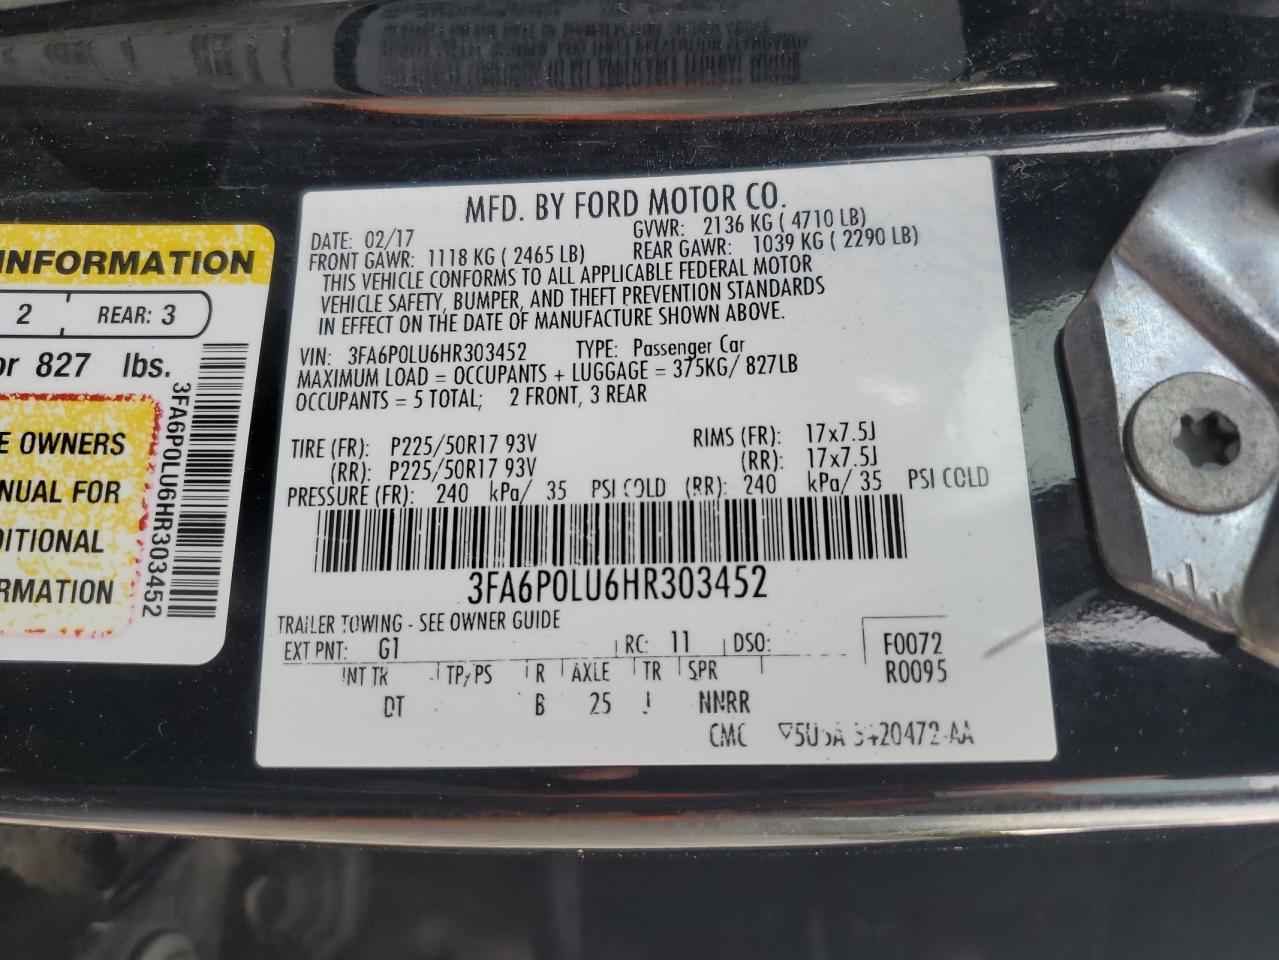 INFORMATION
2 REAR: 3
or 827 lbs.
E OWNERS
NUAL FOR
DITIONAL
ORMATION
3FA6P0LU6HR303452
MFD. BY FORD MOTOR CO.
DATE: 02/17 GVWR: 2136 KG ( 4710 LB)
FRONT GAWR: 1118 KG ( 2465 LB) REAR GAWR: 1039 KG ( 2290 LB)
THIS VEHICLE CONFORMS TO ALL APPLICABLE FEDERAL MOTOR
VEHICLE SAFETY, BUMPER, AND THEFT PREVENTION STANDARDS
IN EFFECT ON THE DATE OF MANUFACTURE SHOWN ABOVE.
VIN: 3FA6P0LU6HR303452 TYPE: Passenger Car
MAXIMUM LOAD = OCCUPANTS + LUGGAGE = 375KG/ 827LB
OCCUPANTS = 5 TOTAL; 2 FRONT, 3 REAR
TIRE (FR): P225/50R17 93V RIMS (FR): 17x7.5J
(RR): P225/50R17 93V (RR): 17x7.5J
PRESSURE (FR): 240 kPa/ 35 PSI COLD (RR): 240 kPa/ 35 PSI COLD
3FA6P0LU6HR303452
TRAILER TOWING - SEE OWNER GUIDE
EXT PNT: G1 RC: 11 DSO: F0072
INT TR TP/PS R AXLE TR SPR R0095
DT B 25 J NNRR
CMC